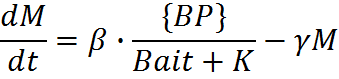 dM/dt = β · {BP}/(Bait + K) − γM